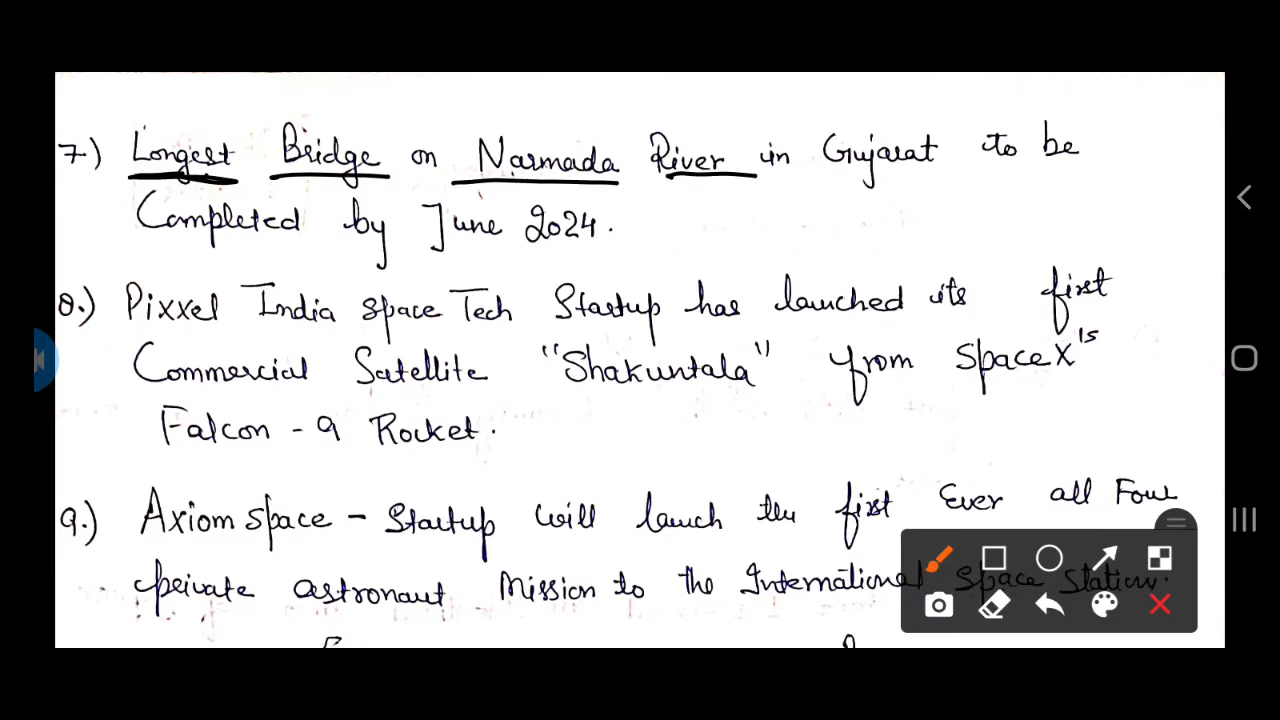 7.) Longest Bridge on Narmada River in Gujarat to be
Completed by June 2024.
8.) Pixxel India Space Tech Startup has lauched its first
Commercial Satellite "Shakuntala" from SpaceX's
Falcon - 9 Rocket.
9.) Axiom space - Startup will lauch the first Ever all Four
private astronaut Mission to the International Space Station.